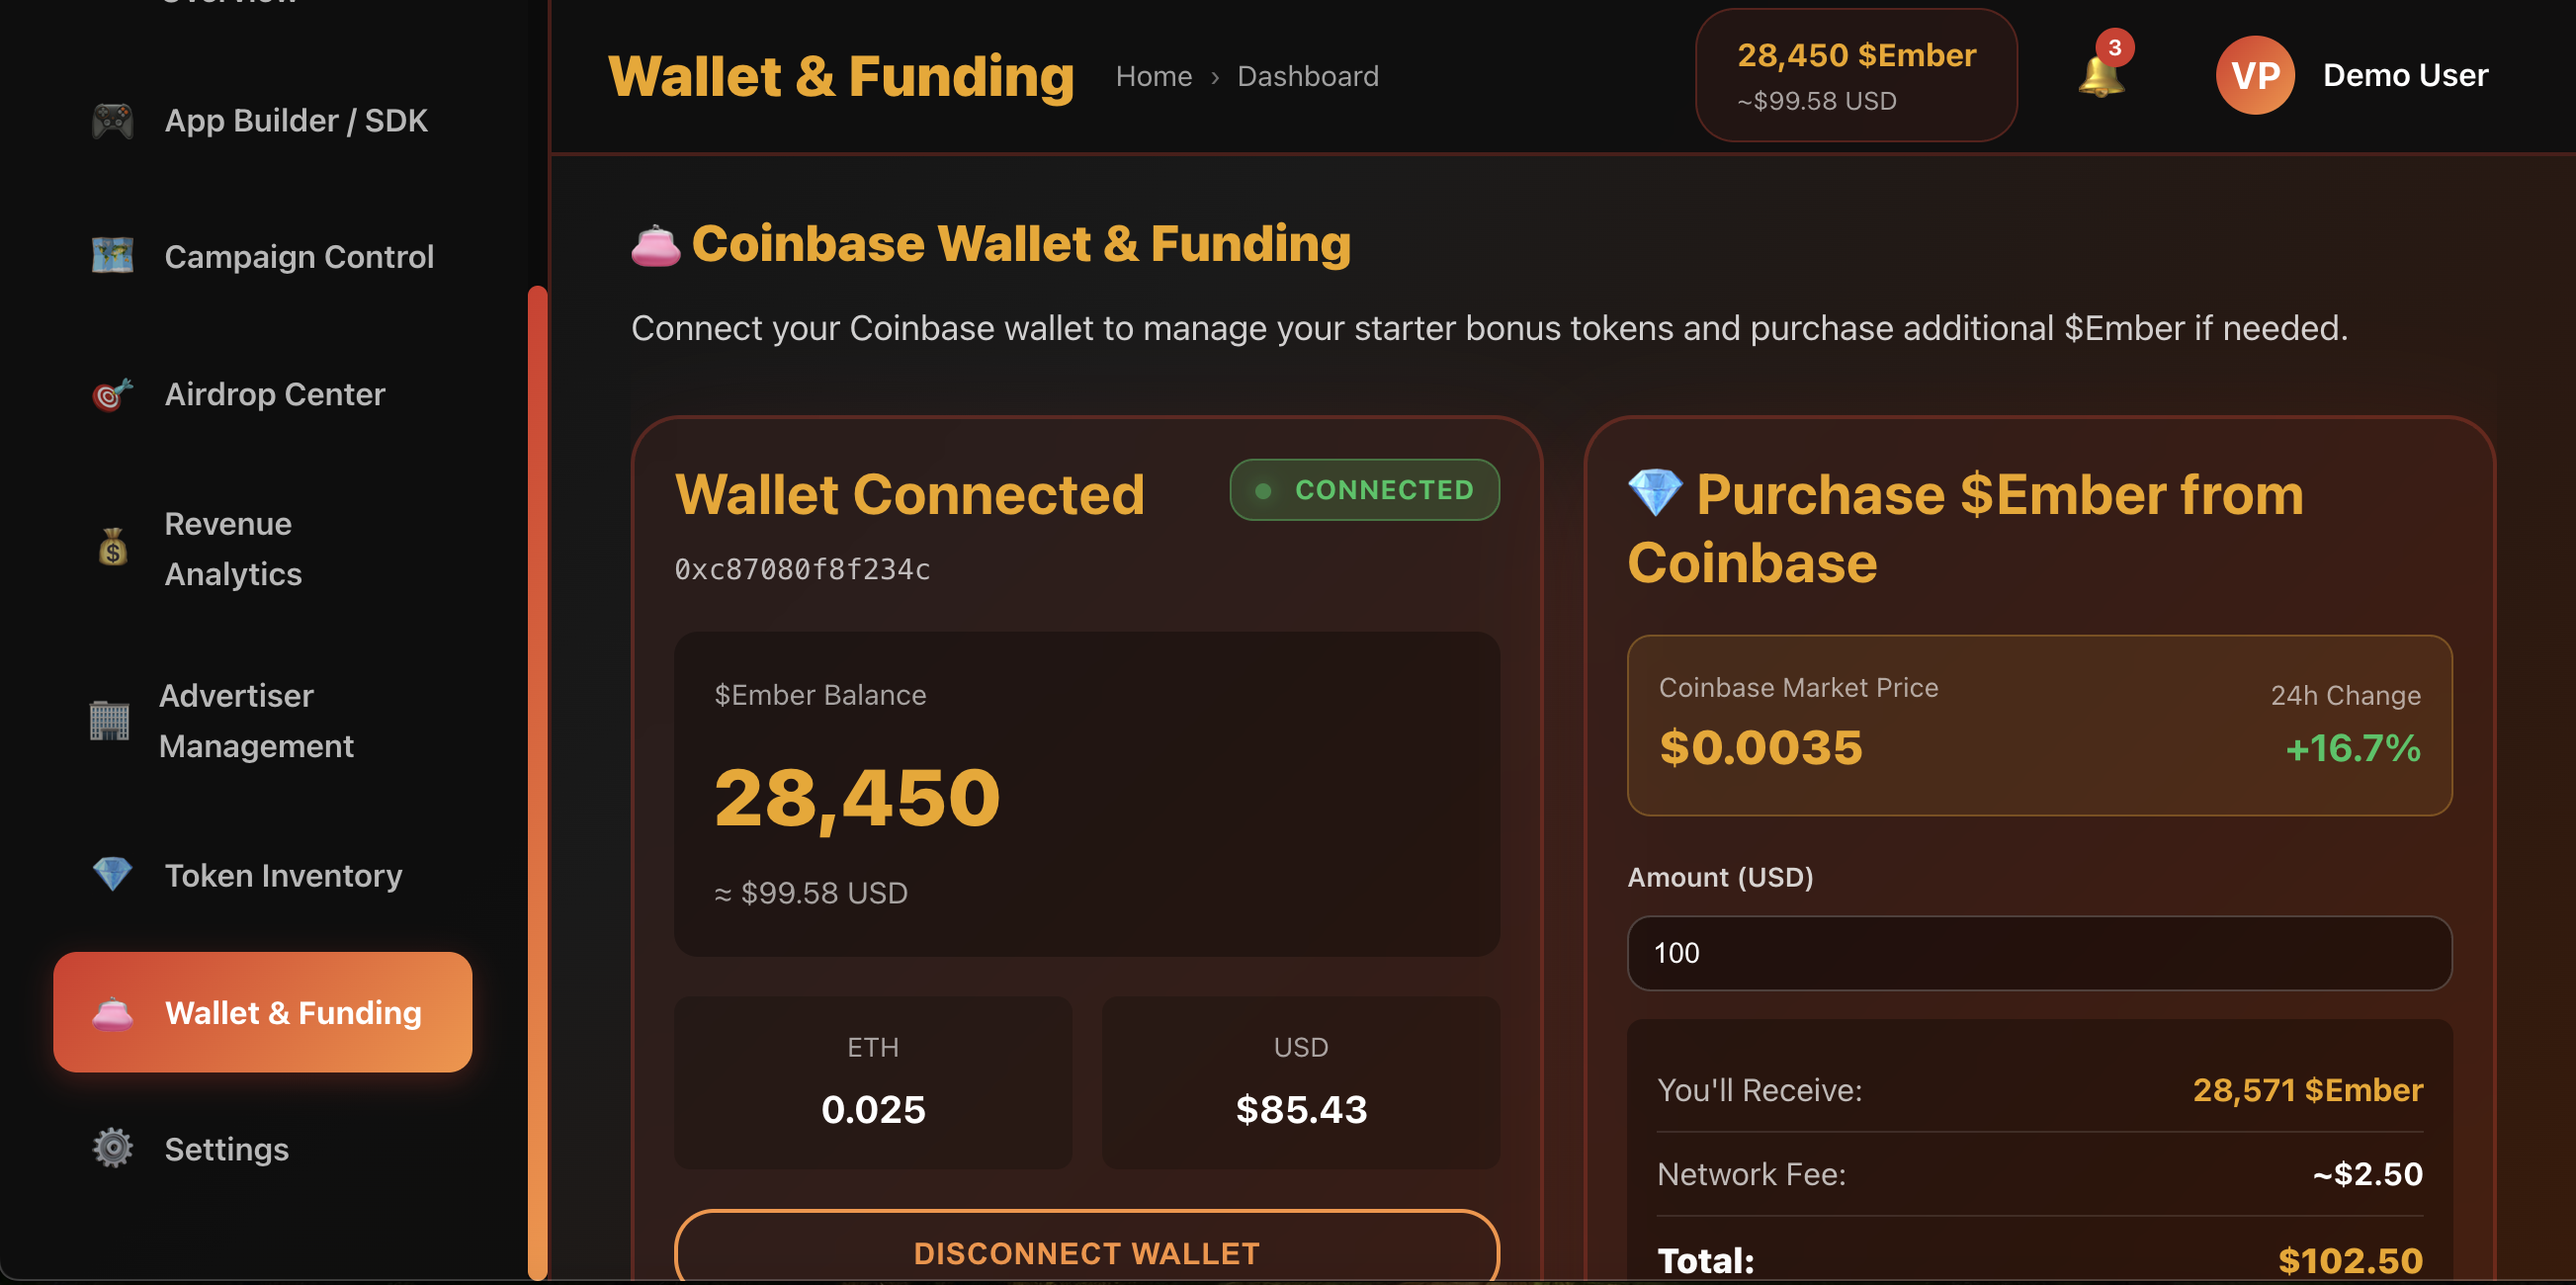 App Builder / SDK
Campaign Control
Airdrop Center
Revenue
Analytics
Advertiser
Management
Token Inventory
Wallet & Funding
Settings
Wallet & Funding
Home › Dashboard
28,450 $Ember
~$99.58 USD
3
VP
Demo User
Coinbase Wallet & Funding
Connect your Coinbase wallet to manage your starter bonus tokens and purchase additional $Ember if needed.
Wallet Connected
CONNECTED
0xc87080f8f234c
$Ember Balance
28,450
≈ $99.58 USD
ETH
0.025
USD
$85.43
DISCONNECT WALLET
Purchase $Ember from
Coinbase
Coinbase Market Price
$0.0035
24h Change
+16.7%
Amount (USD)
100
You'll Receive: 28,571 $Ember
Network Fee: ~$2.50
Total: $102.50